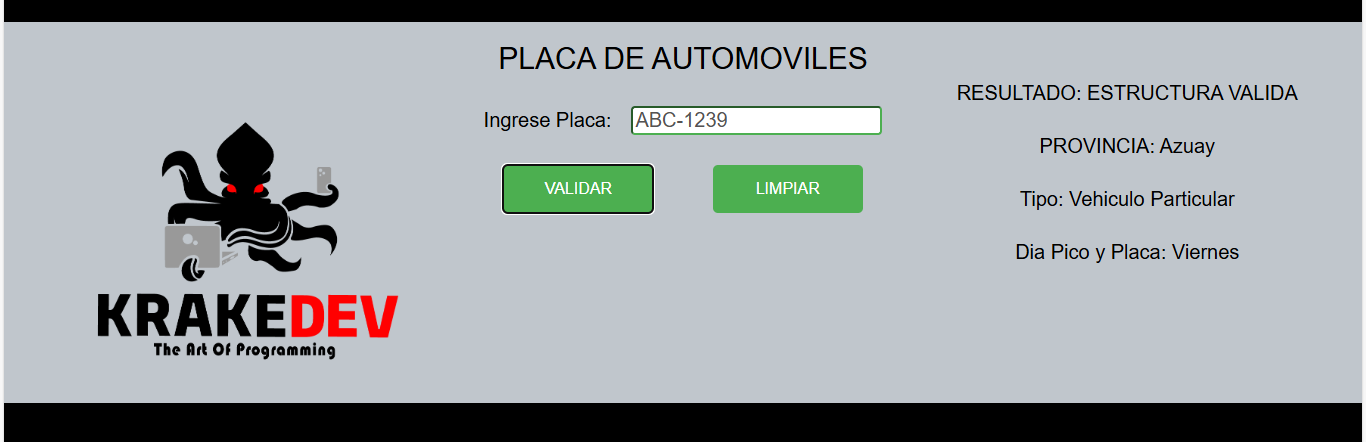 PLACA DE AUTOMOVILES
Ingrese Placa: ABC-1239
VALIDAR LIMPIAR
RESULTADO: ESTRUCTURA VALIDA
PROVINCIA: Azuay
Tipo: Vehiculo Particular
Dia Pico y Placa: Viernes
KRAKEDEV
The Art Of Programming